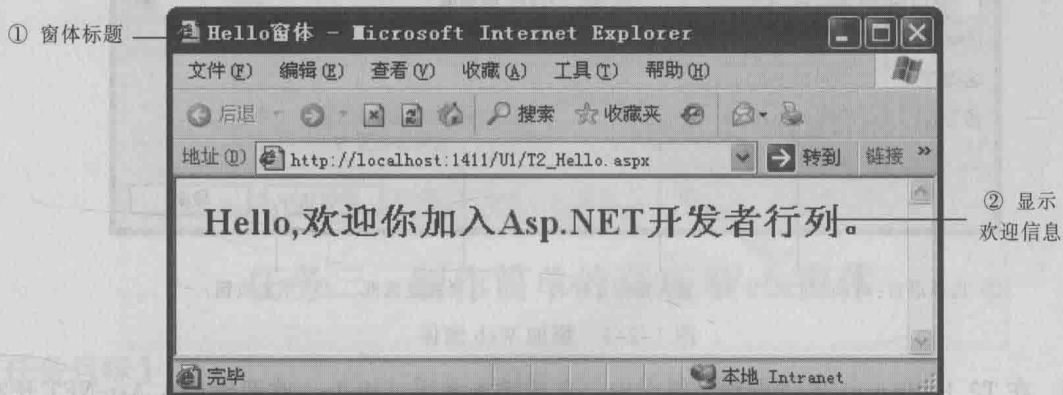 ① 窗体标题
Hello窗体 - Microsoft Internet Explorer
文件(F) 编辑(E) 查看(V) 收藏(A) 工具(T) 帮助(H)
后退 搜索 收藏夹
地址(D) http://localhost:1411/U1/T2_Hello.aspx 转到 链接 »
Hello,欢迎你加入Asp.NET开发者行列。
② 显示
欢迎信息
完毕 本地 Intranet